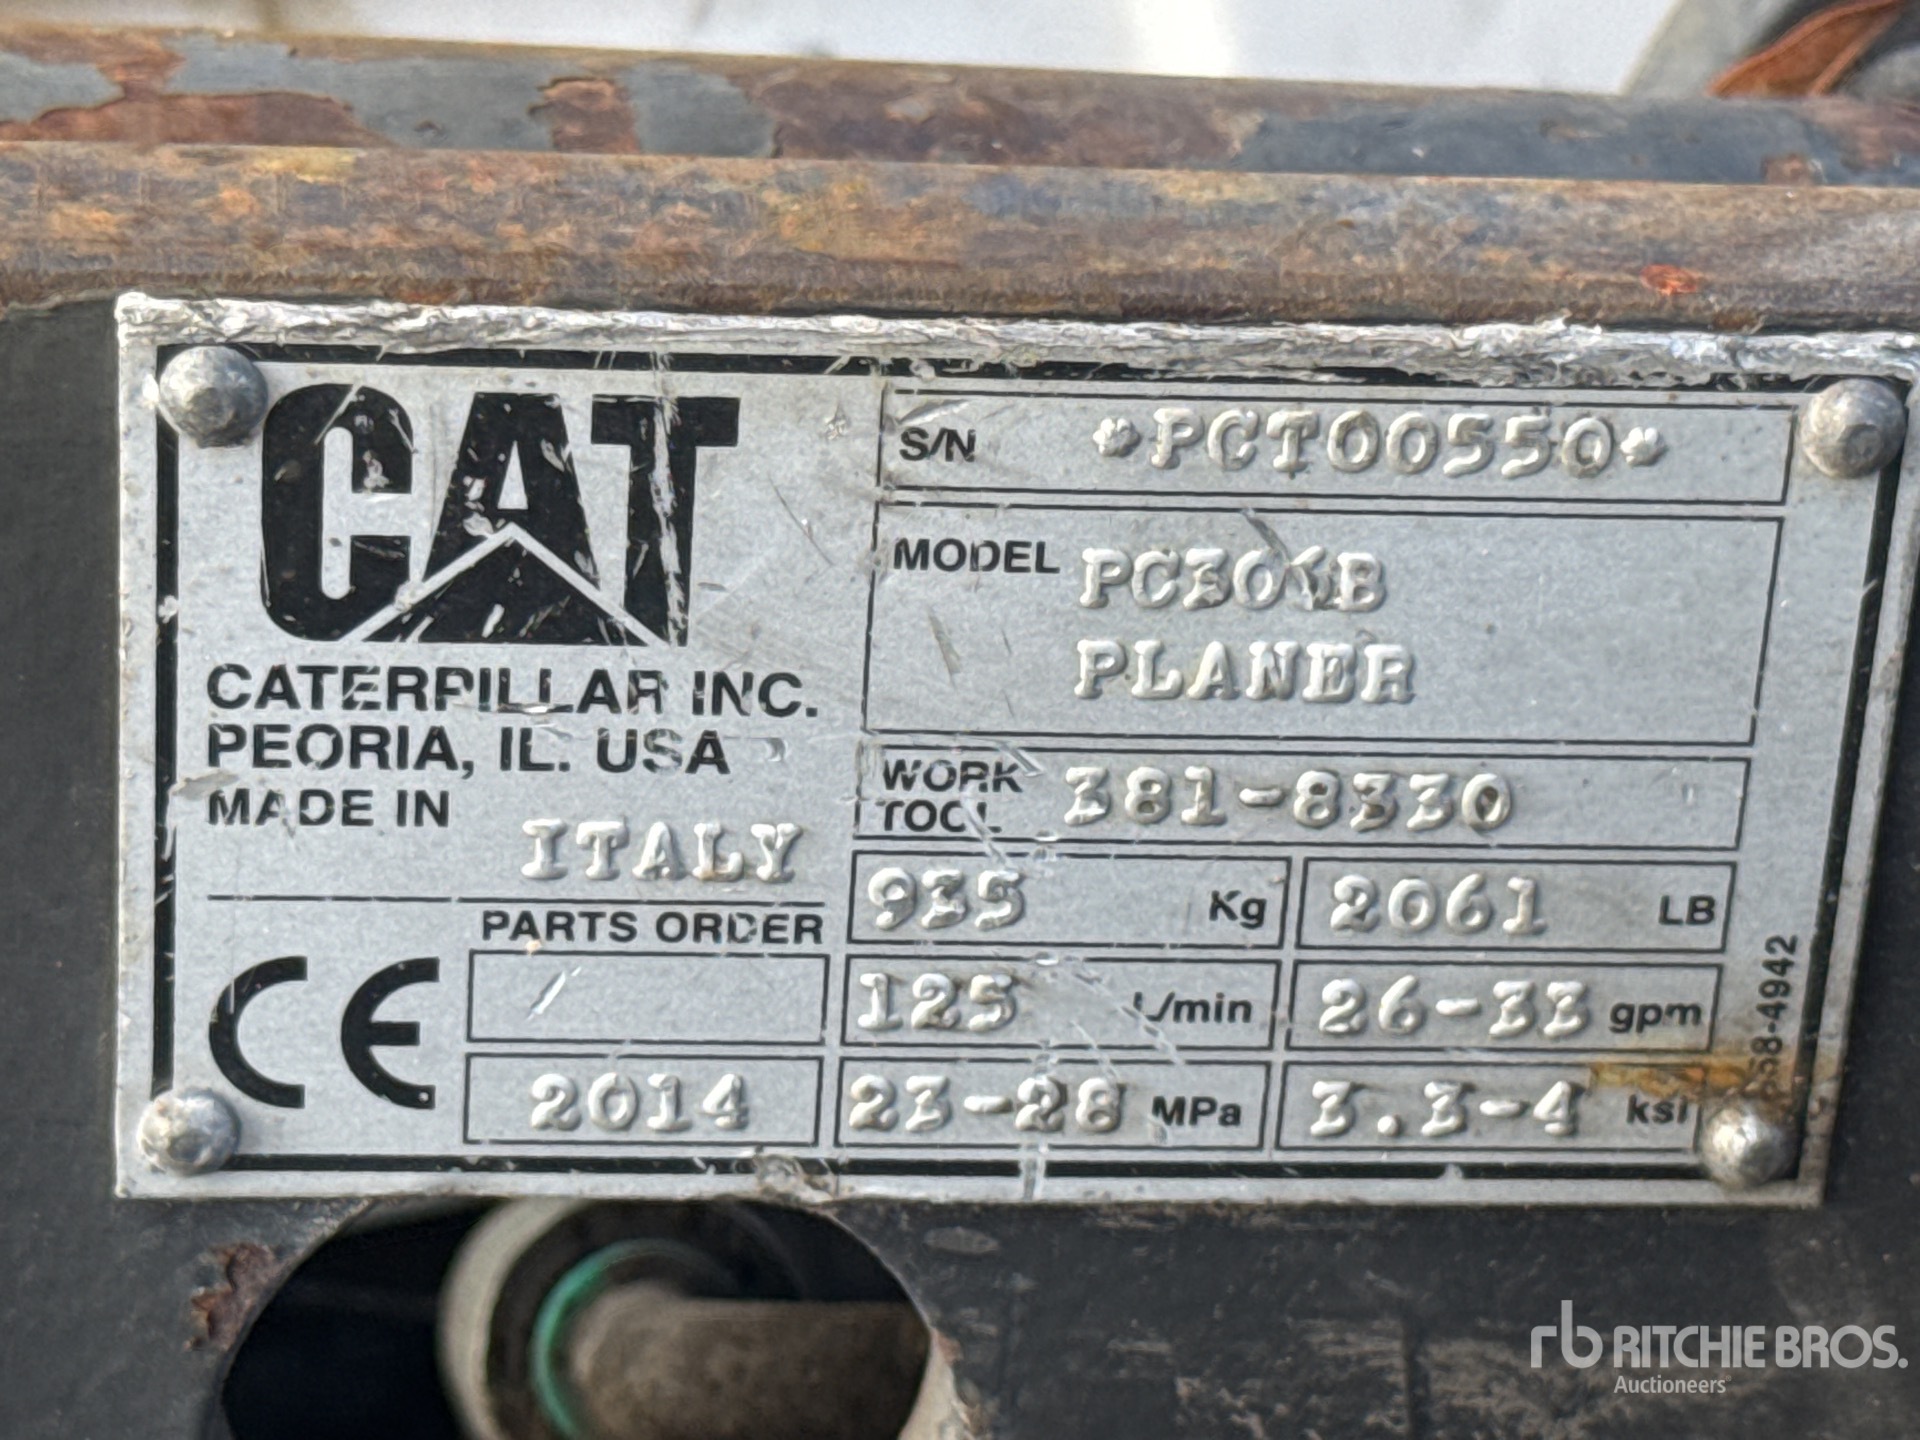 CAT
CATERPILLAR INC.
PEORIA, IL. USA
MADE IN
ITALY
PARTS ORDER
CE
2014
S/N *PCT00550*
MODEL PC306B
PLANER
WORK TOOL 381-8330
935 Kg 2061 LB
125 L/min 26-33 gpm
23-28 MPa 3.3-4 ksi
rb RITCHIE BROS.
Auctioneers